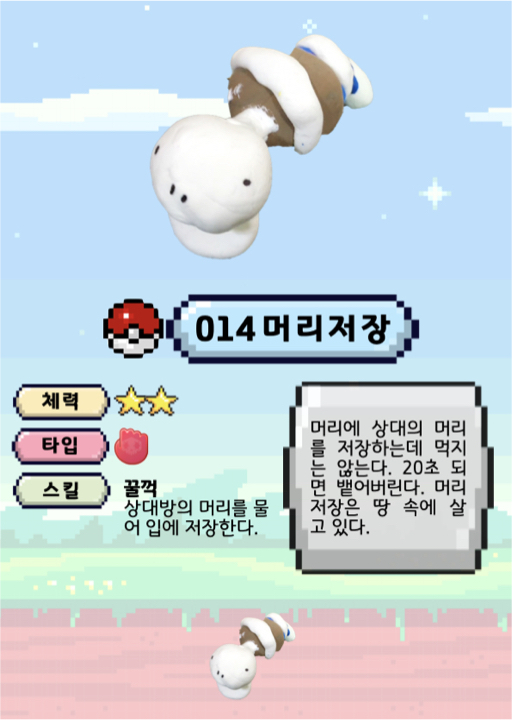 014 머리저장
체력
타입
스킬
꿀꺽
상대방의 머리를 물
어 입에 저장한다.
머리에 상대의 머리
를 저장하는데 먹지
는 않는다. 20초 되
면 뱉어버린다. 머리
저장은 땅 속에 살
고 있다.